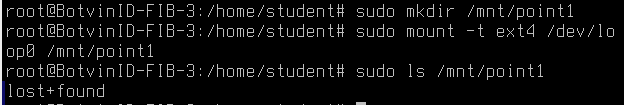 root@BotvinID-FIB-3:/home/student# sudo mkdir /mnt/point1
root@BotvinID-FIB-3:/home/student# sudo mount -t ext4 /dev/lo
op0 /mnt/point1
root@BotvinID-FIB-3:/home/student# sudo ls /mnt/point1
lost+found